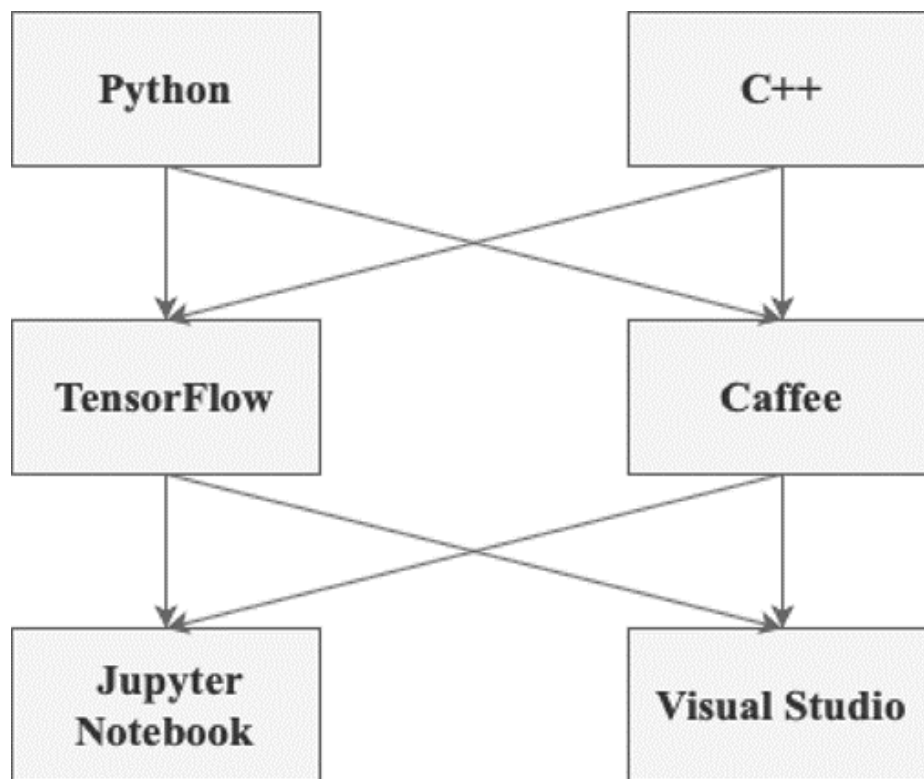 Python
C++
TensorFlow
Caffee
Jupyter
Notebook
Visual Studio